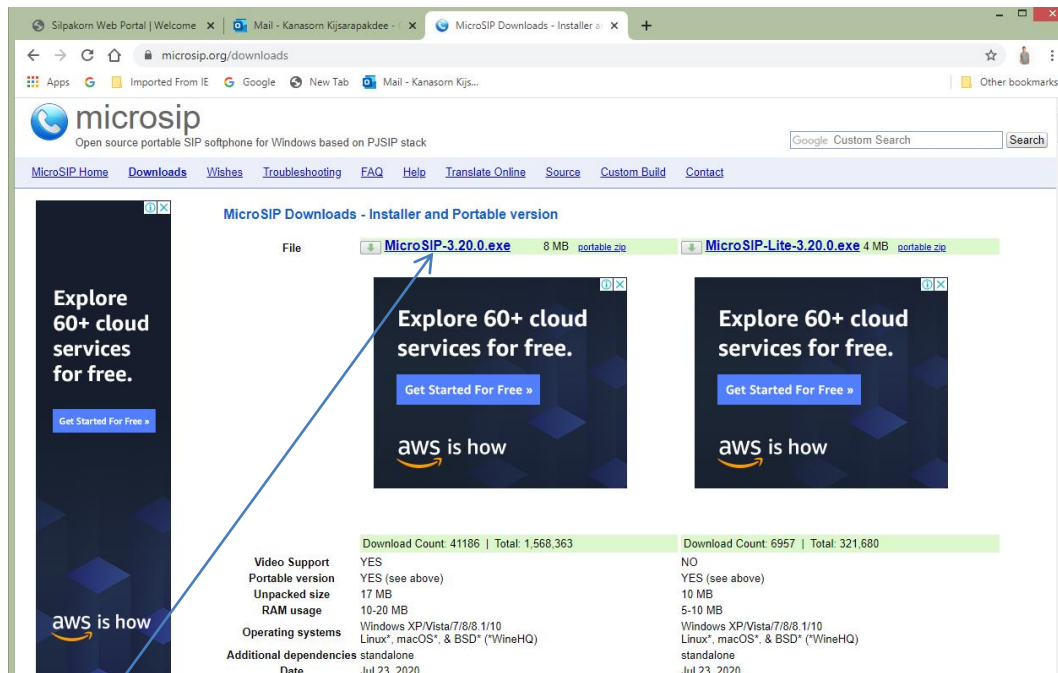 Silpakorn Web Portal | Welcome
Mail - Kanasorn Kijsarapakdee -
MicroSIP Downloads - Installer a
microsip.org/downloads
Apps
Imported From IE
Google
New Tab
Mail - Kanasorn Kijs...
Other bookmarks
microsip
Open source portable SIP softphone for Windows based on PJSIP stack
Google Custom Search
Search
MicroSIP Home Downloads Wishes Troubleshooting FAQ Help Translate Online Source Custom Build Contact
MicroSIP Downloads - Installer and Portable version
File MicroSIP-3.20.0.exe 8 MB portable zip MicroSIP-Lite-3.20.0.exe 4 MB portable zip
Explore
60+ cloud
services
for free.
Get Started For Free »
aws is how
Explore 60+ cloud
services for free.
Get Started For Free »
aws is how
Explore 60+ cloud
services for free.
Get Started For Free »
aws is how
Download Count: 41186 | Total: 1,568,363 Download Count: 6957 | Total: 321,680
Video Support YES NO
Portable version YES (see above) YES (see above)
Unpacked size 17 MB 10 MB
RAM usage 10-20 MB 5-10 MB
Operating systems Windows XP/Vista/7/8/8.1/10 Windows XP/Vista/7/8/8.1/10
Linux*, macOS*, & BSD* (*WineHQ) Linux*, macOS*, & BSD* (*WineHQ)
Additional dependencies standalone standalone
Date Jul 23, 2020 Jul 23, 2020